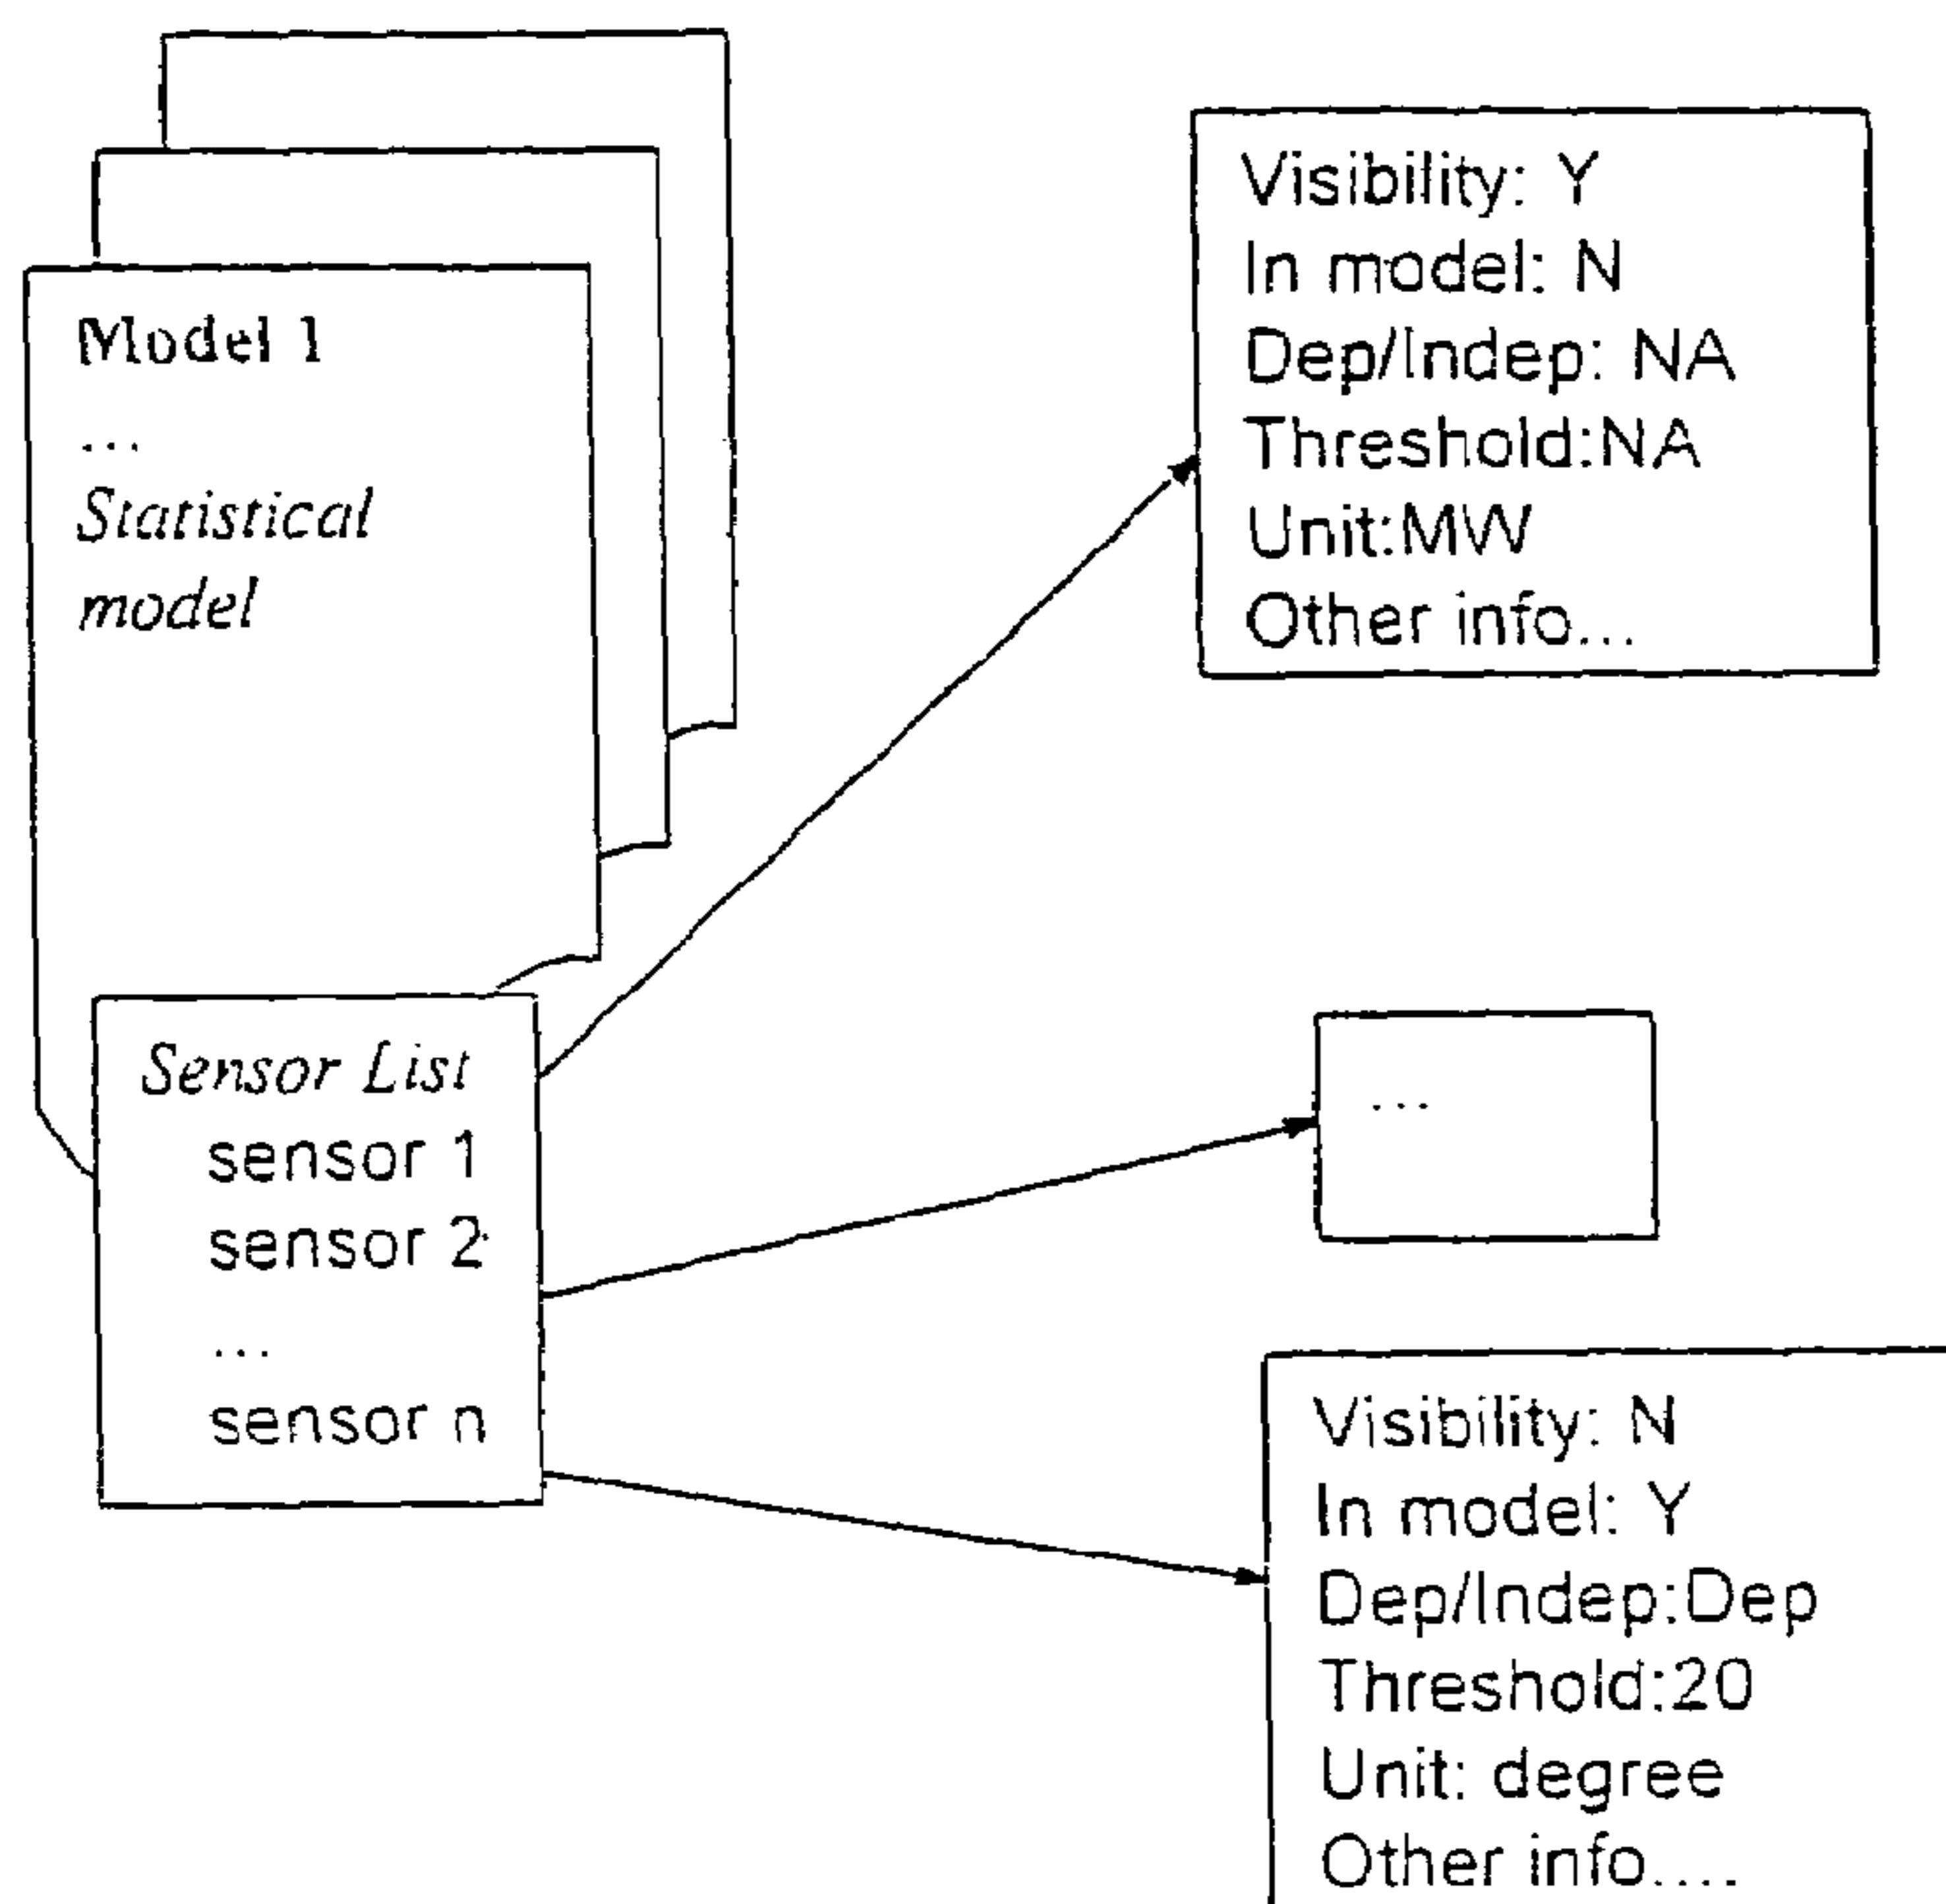 Model 1
...
Statistical
model
Sensor List
sensor 1
sensor 2
...
sensor n
Visibility: Y
In model: N
Dep/Indep: NA
Threshold:NA
Unit:MW
Other info...
...
Visibility: N
In model: Y
Dep/Indep:Dep
Threshold:20
Unit: degree
Other info....